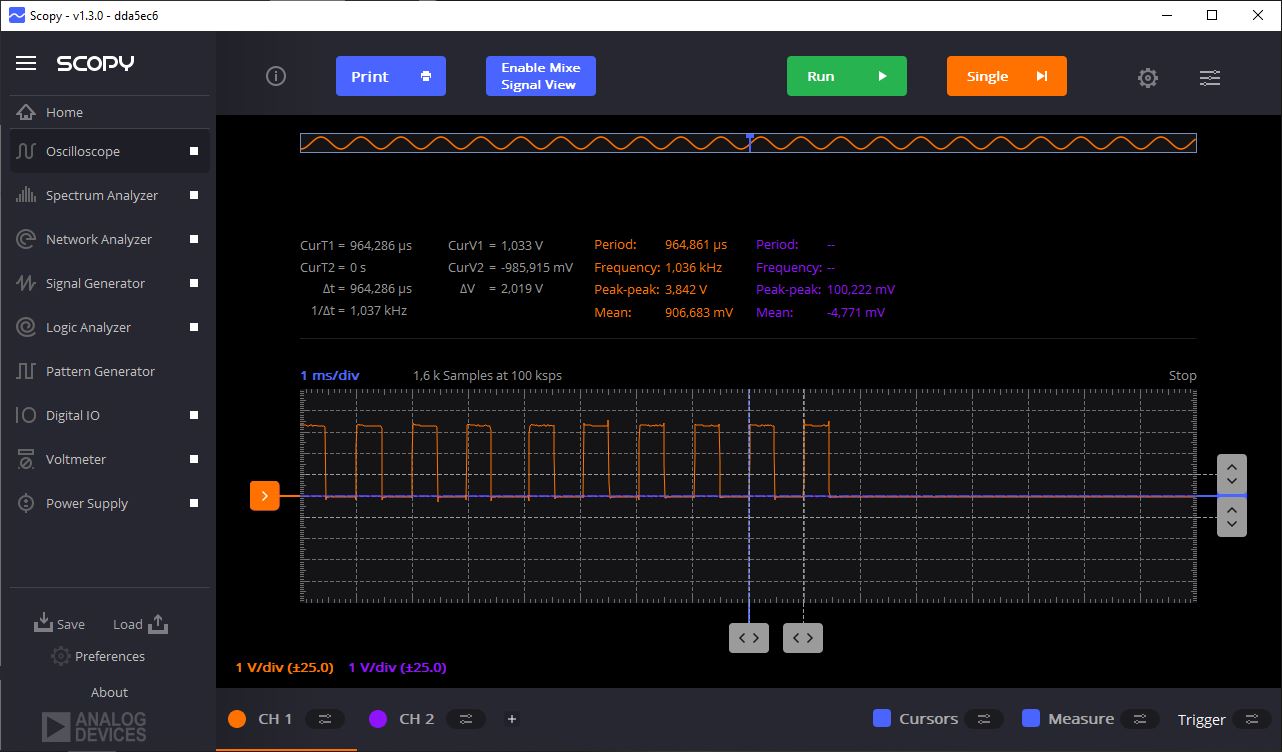 Scopy - v1.3.0 - dda5ec6
SCOPY
Print
Enable Mixe
Signal View
Run
Single
Home
Oscilloscope
Spectrum Analyzer
Network Analyzer
Signal Generator
Logic Analyzer
Pattern Generator
Digital IO
Voltmeter
Power Supply
Save
Load
Preferences
About
ANALOG
DEVICES
CurT1 = 964,286 µs
CurT2 = 0 s
Δt = 964,286 µs
1/Δt = 1,037 kHz
CurV1 = 1,033 V
CurV2 = -985,915 mV
ΔV = 2,019 V
Period: 964,861 µs
Frequency: 1,036 kHz
Peak-peak: 3,842 V
Mean: 906,683 mV
Period: --
Frequency: --
Peak-peak: 100,222 mV
Mean: -4,771 mV
1 ms/div
1,6 k Samples at 100 ksps
Stop
1 V/div (±25.0)
1 V/div (±25.0)
CH 1
CH 2
+
Cursors
Measure
Trigger